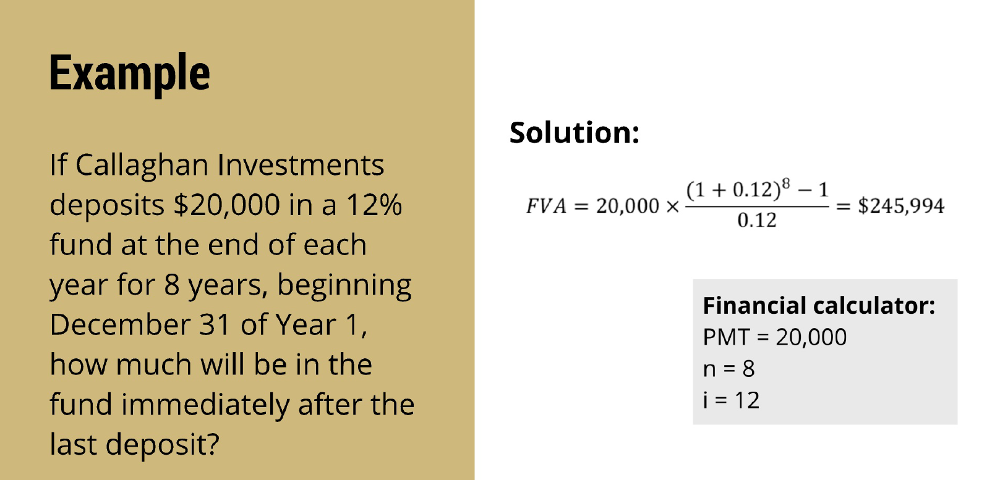 Example
If Callaghan Investments
deposits $20,000 in a 12%
fund at the end of each
year for 8 years, beginning
December 31 of Year 1,
how much will be in the
fund immediately after the
last deposit?
Solution:
FVA = 20,000 × \frac{(1 + 0.12)^8 − 1}{0.12} = $245,994
Financial calculator:
PMT = 20,000
n = 8
i = 12